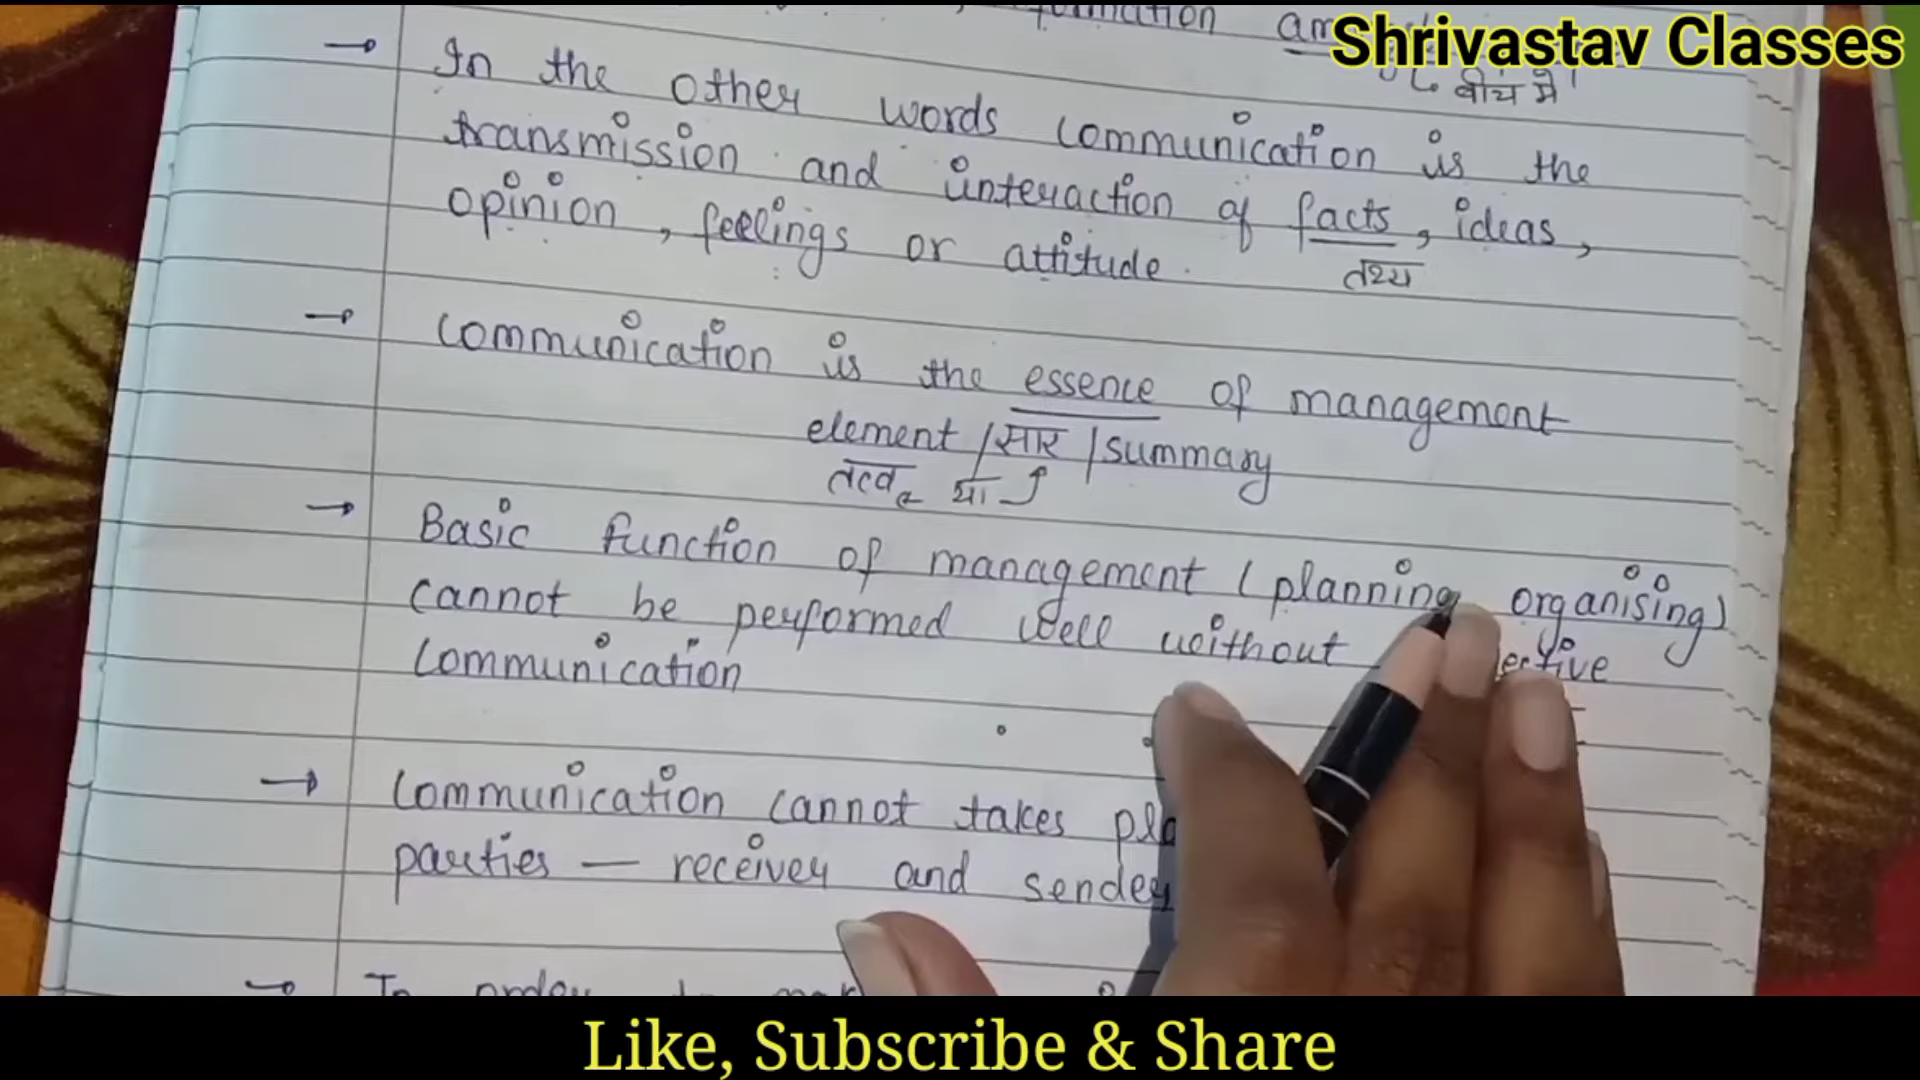 Shrivastav Classes
बीच में
→ In the other words communication is the
transmission and interaction of facts, ideas,
तथ्य
opinion, feelings or attitude.
→ Communication is the essence of management
element / सार / summary
तत्व या
→ Basic function of management (planning organising)
cannot be performed well without
communication
→ Communication cannot takes
parties — receiver and sender
Like, Subscribe & Share